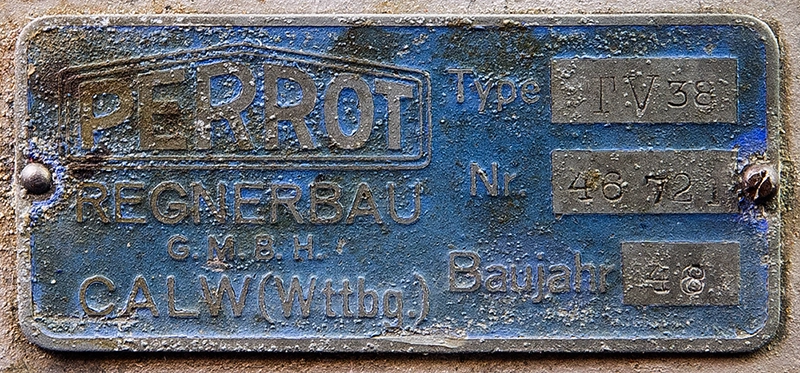 PERROT
REGNERBAU
G.M.B.H.
CALW (Wttbg.)
Type TV38
Nr. 46 721
Baujahr 48